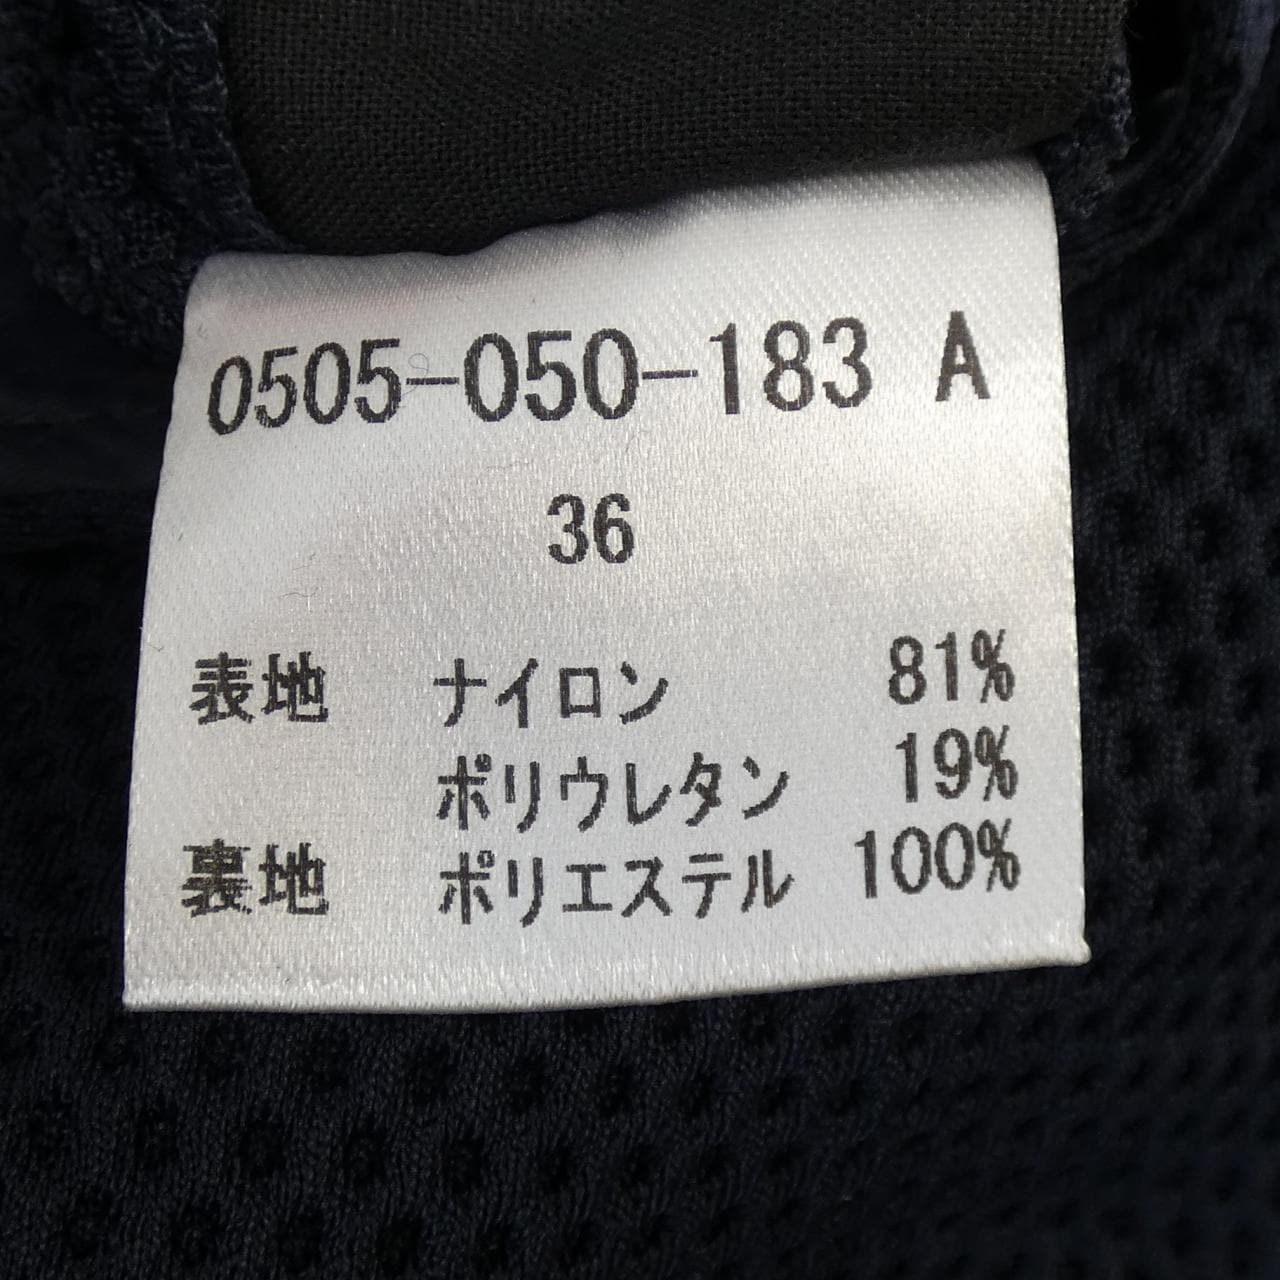 0505-050-183 A
36
表地 ナイロン 81%
ポリウレタン 19%
裏地 ポリエステル 100%